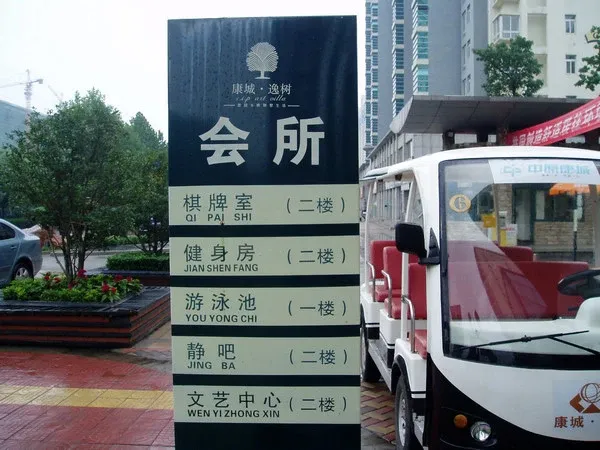 康城·逸树
会所
棋牌室 （二楼）
QI PAI SHI
健身房 （二楼）
JIAN SHEN FANG
游泳池 （一楼）
YOU YONG CHI
静吧 （二楼）
JING BA
文艺中心 （二楼）
WEN YI ZHONG XIN
6
康城·